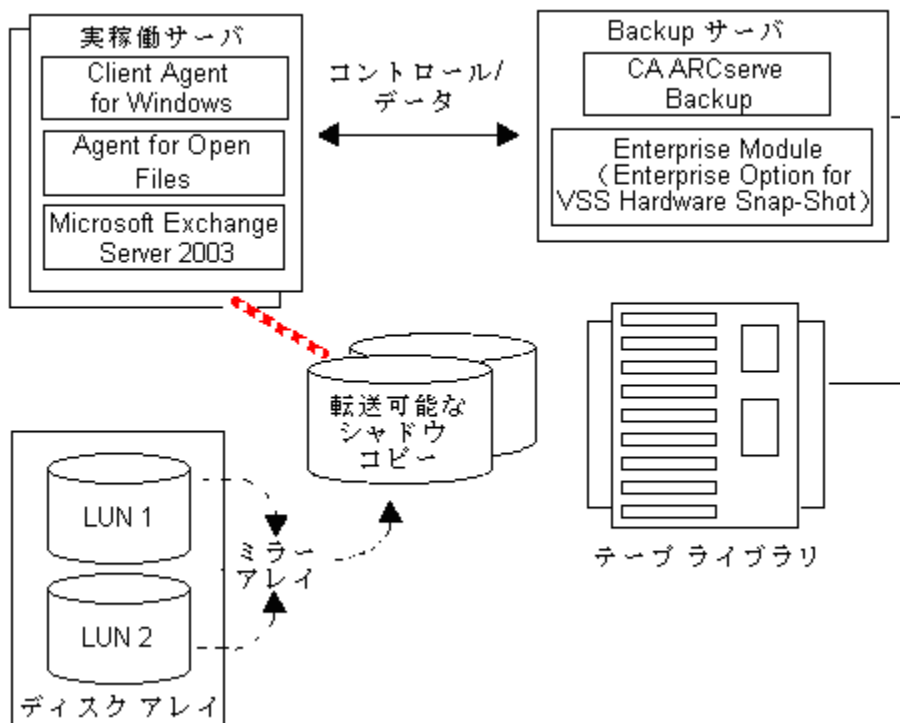 実稼働サーバ
Client Agent
for Windows
Agent for Open
Files
Microsoft Exchange
Server 2003
コントロール/
データ
Backup サーバ
CA ARCserve
Backup
Enterprise Module
（Enterprise Option for
VSS Hardware Snap-Shot）
転送可能な
シャドウ
コピー
LUN 1
LUN 2
ミラー
アレイ
ディスク アレイ
テープ ライブラリ